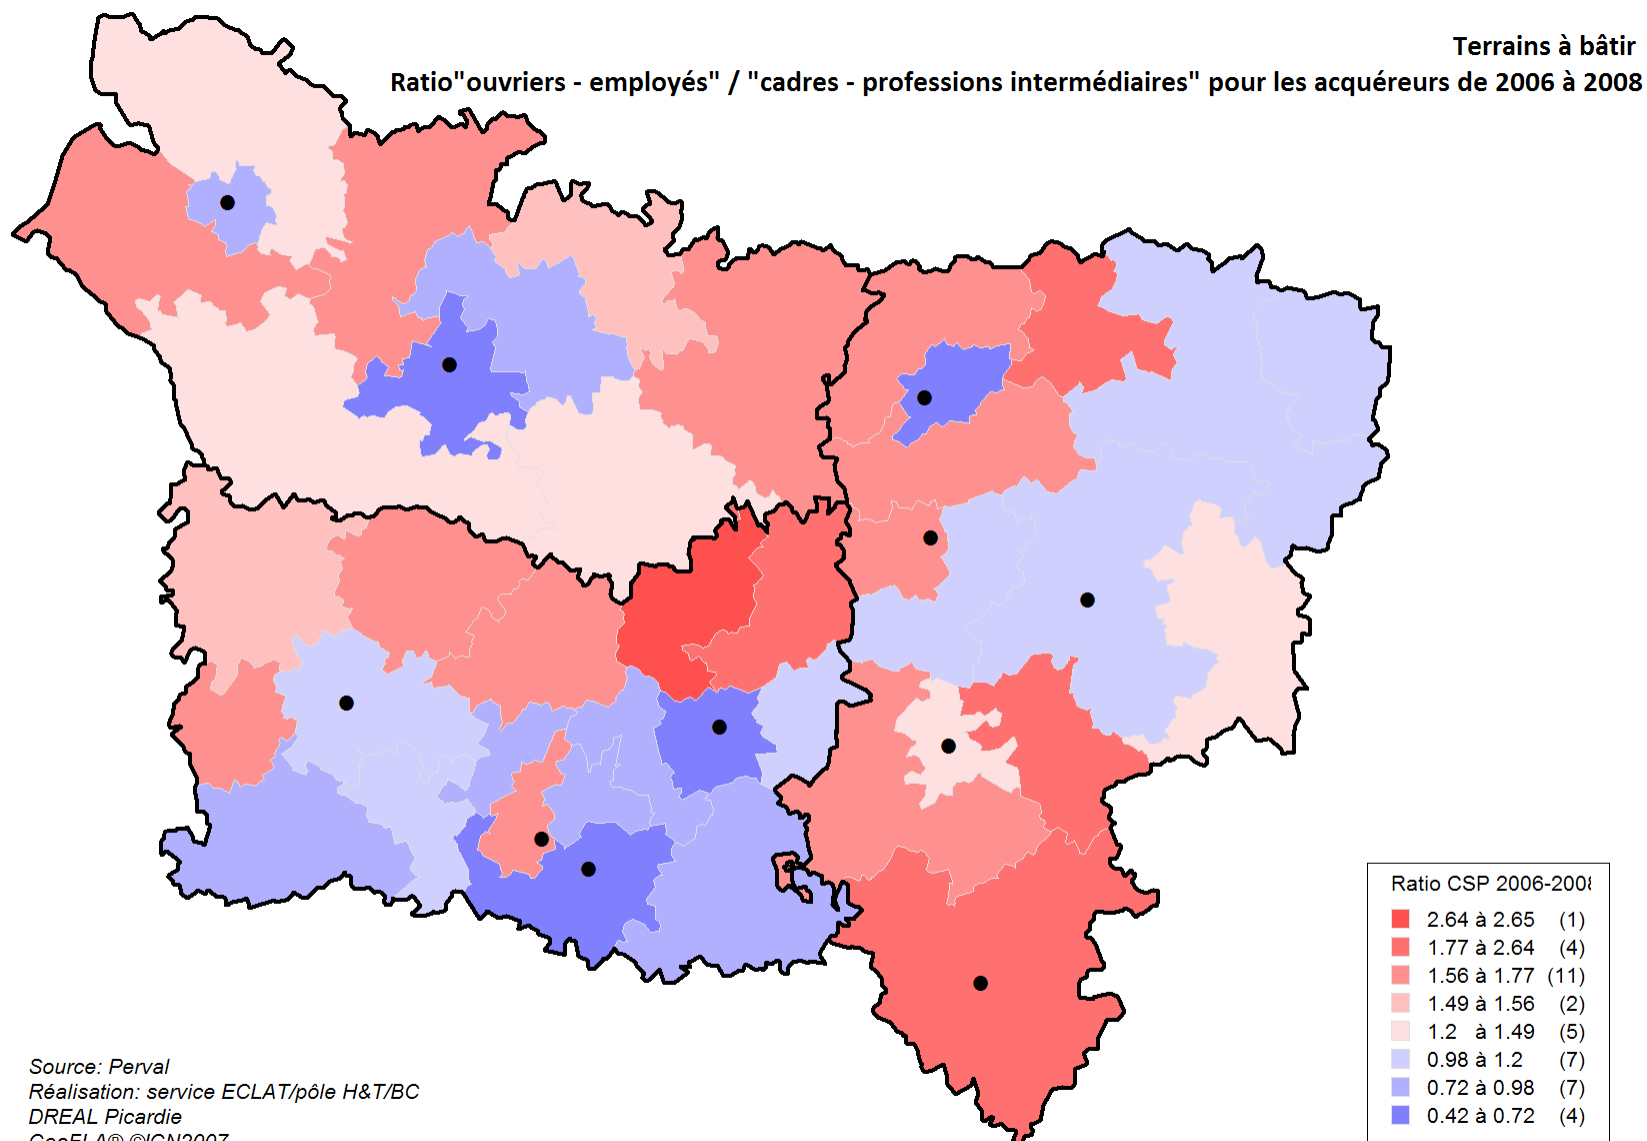 Terrains à bâtir
Ratio"ouvriers - employés" / "cadres - professions intermédiaires" pour les acquéreurs de 2006 à 2008
Ratio CSP 2006-2008
2.64 à 2.65 (1)
1.77 à 2.64 (4)
1.56 à 1.77 (11)
1.49 à 1.56 (2)
1.2 à 1.49 (5)
0.98 à 1.2 (7)
0.72 à 0.98 (7)
0.42 à 0.72 (4)
Source: Perval
Réalisation: service ECLAT/pôle H&T/BC
DREAL Picardie
GeoFLA® ©IGN2007